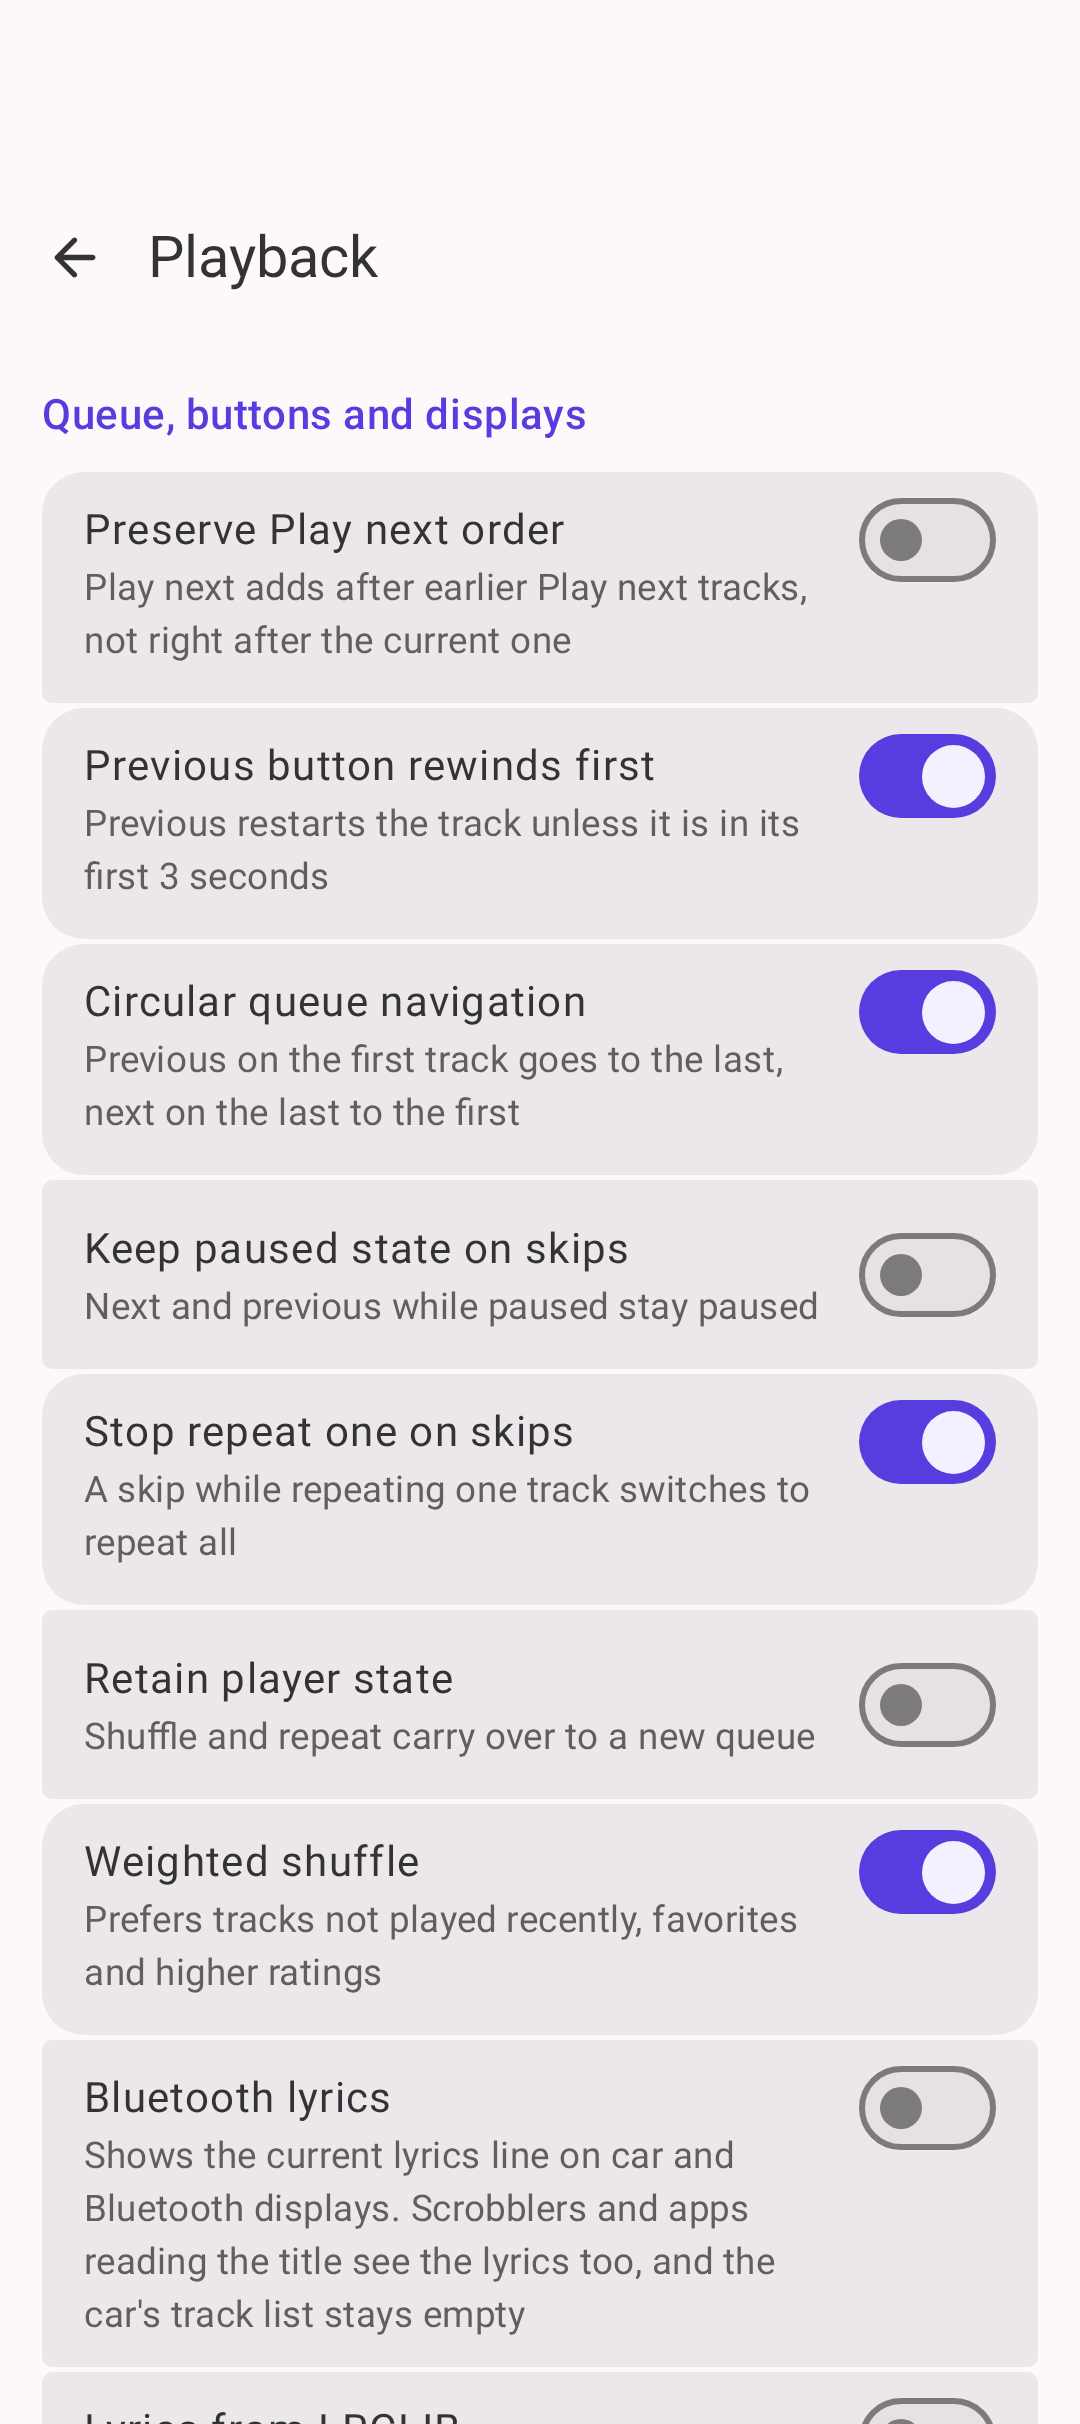 Playback
Queue, buttons and displays
Preserve Play next order
Play next adds after earlier Play next tracks,
not right after the current one
Previous button rewinds first
Previous restarts the track unless it is in its
first 3 seconds
Circular queue navigation
Previous on the first track goes to the last,
next on the last to the first
Keep paused state on skips
Next and previous while paused stay paused
Stop repeat one on skips
A skip while repeating one track switches to
repeat all
Retain player state
Shuffle and repeat carry over to a new queue
Weighted shuffle
Prefers tracks not played recently, favorites
and higher ratings
Bluetooth lyrics
Shows the current lyrics line on car and
Bluetooth displays. Scrobblers and apps
reading the title see the lyrics too, and the
car's track list stays empty
Lyrics from LRCLIB